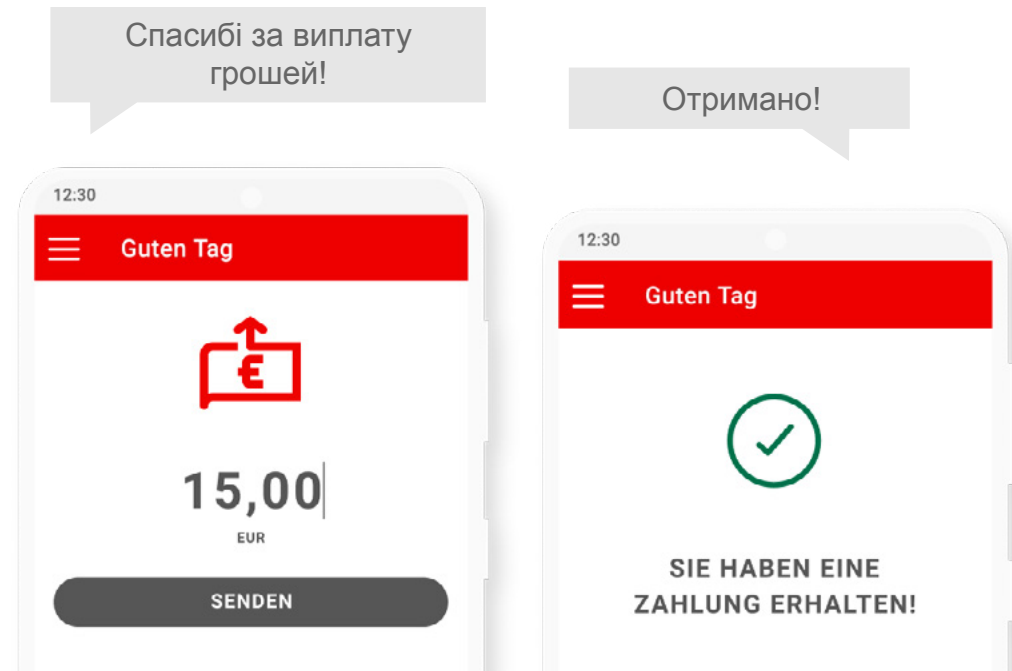 Спасибі за виплату
грошей!
12:30
Guten Tag
€
15,00
EUR
SENDEN
Отримано!
12:30
Guten Tag
SIE HABEN EINE
ZAHLUNG ERHALTEN!